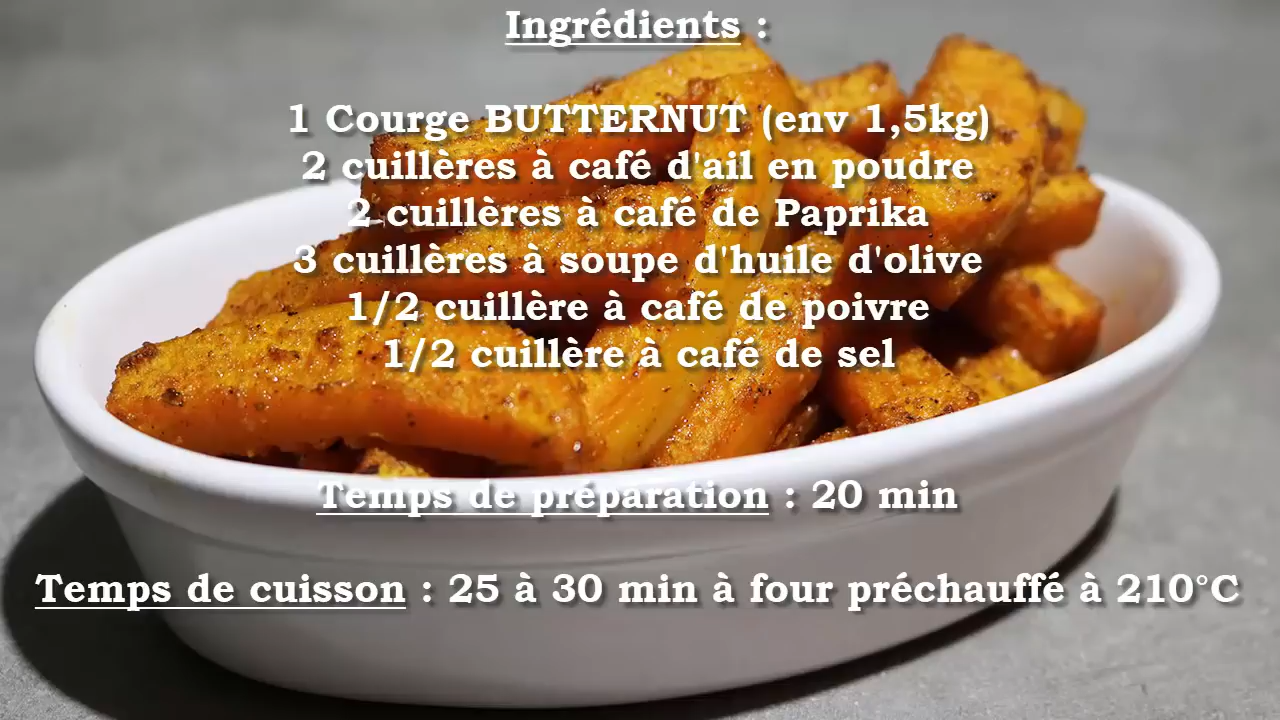 Ingrédients :
1 Courge BUTTERNUT (env 1,5kg)
2 cuillères à café d'ail en poudre
2 cuillères à café de Paprika
3 cuillères à soupe d'huile d'olive
1/2 cuillère à café de poivre
1/2 cuillère à café de sel
Temps de préparation : 20 min
Temps de cuisson : 25 à 30 min à four préchauffé à 210°C